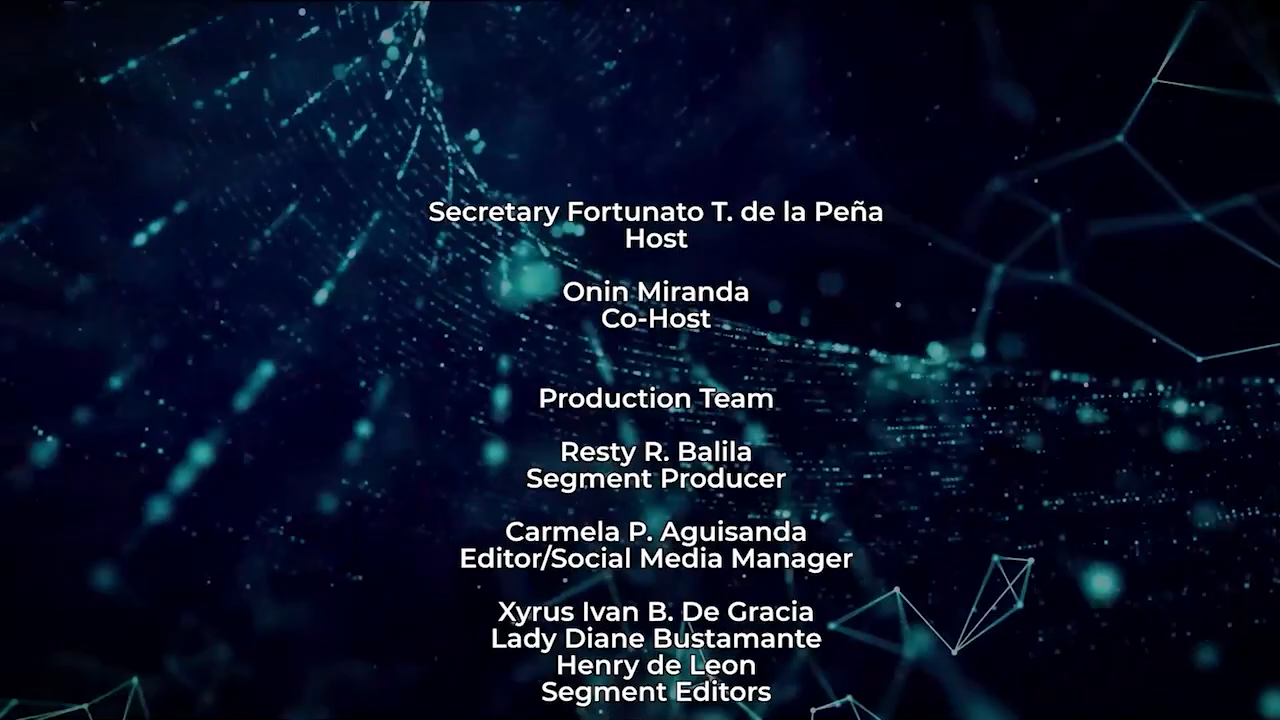 Secretary Fortunato T. de la Peña
Host
Onin Miranda
Co-Host
Production Team
Resty R. Balila
Segment Producer
Carmela P. Aguisanda
Editor/Social Media Manager
Xyrus Ivan B. De Gracia
Lady Diane Bustamante
Henry de Leon
Segment Editors